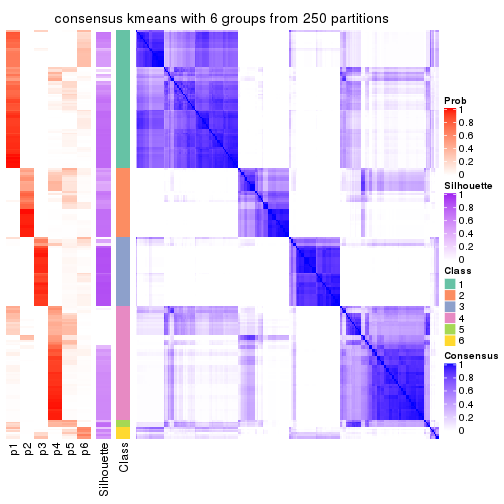 consensus kmeans with 6 groups from 250 partitions
p1
p2
p3
p4
p5
p6
Silhouette
Class
Prob
1
0.8
0.6
0.4
0.2
0
Silhouette
1
0.8
0.6
0.4
0.2
0
Class
1
2
3
4
5
6
Consensus
1
0.8
0.6
0.4
0.2
0